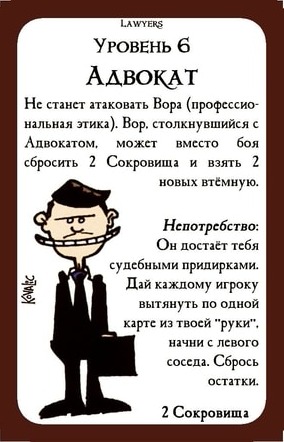 Lawyers
Уровень 6
Адвокат
Не станет атаковать Вора (профессио-
нальная этика). Вор, столкнувшийся с
Адвокатом, может вместо боя
сбросить 2 Сокровища и взять 2
новых втёмную.
Непотребство:
Он достаёт тебя
судебными придирками.
Дай каждому игроку
вытянуть по одной
карте из твоей "руки",
начни с левого
соседа. Сбрось
остатки.
Kovalic
2 Сокровища